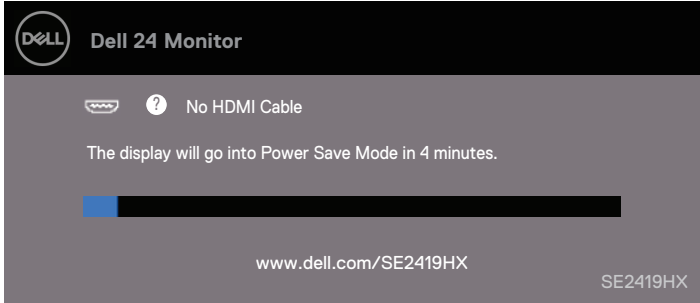 DELL
Dell 24 Monitor
? No HDMI Cable
The display will go into Power Save Mode in 4 minutes.
www.dell.com/SE2419HX
SE2419HX